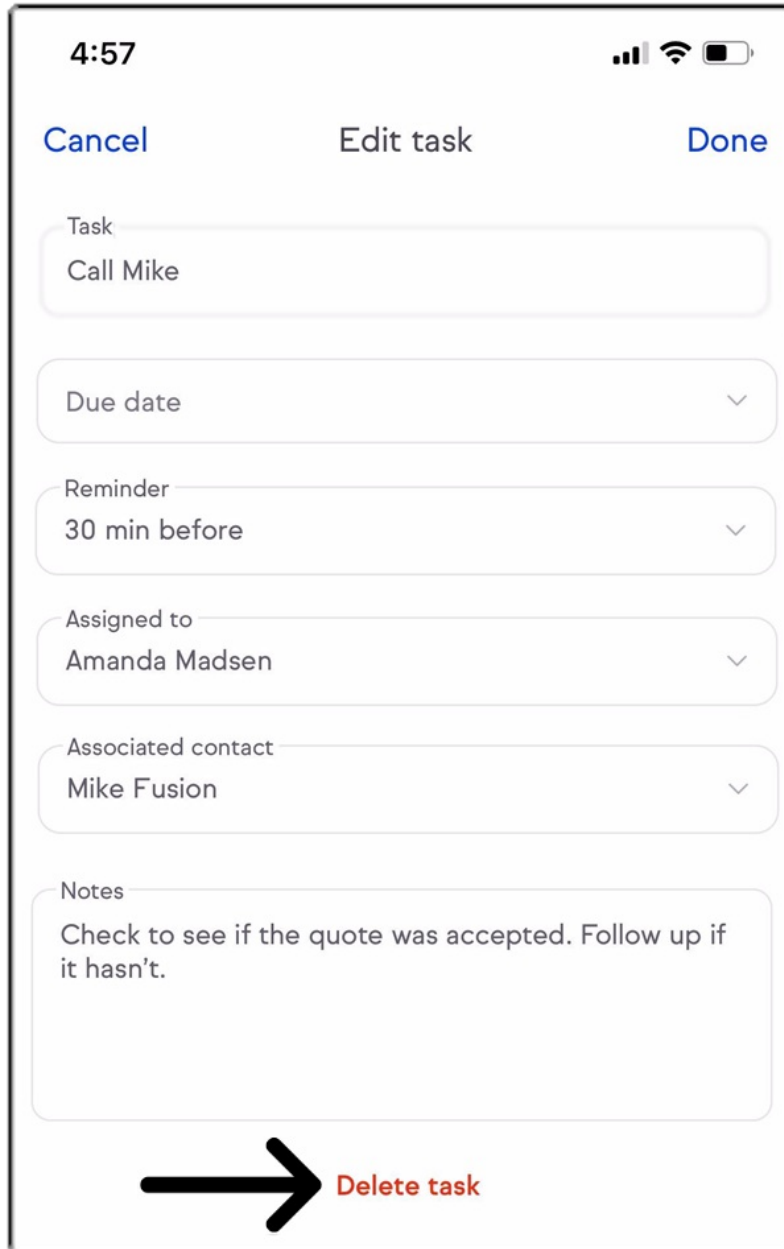 4:57
Cancel Edit task Done
Task
Call Mike
Due date
Reminder
30 min before
Assigned to
Amanda Madsen
Associated contact
Mike Fusion
Notes
Check to see if the quote was accepted. Follow up if
it hasn’t.
Delete task